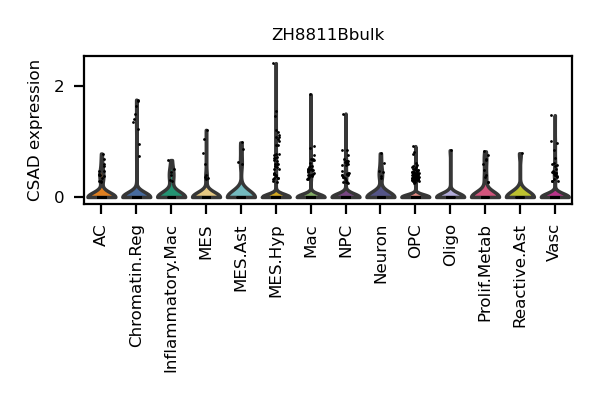 ZH8811Bbulk
CSAD expression
2
0
AC
Chromatin.Reg
Inflammatory.Mac
MES
MES.Ast
MES.Hyp
Mac
NPC
Neuron
OPC
Oligo
Prolif.Metab
Reactive.Ast
Vasc